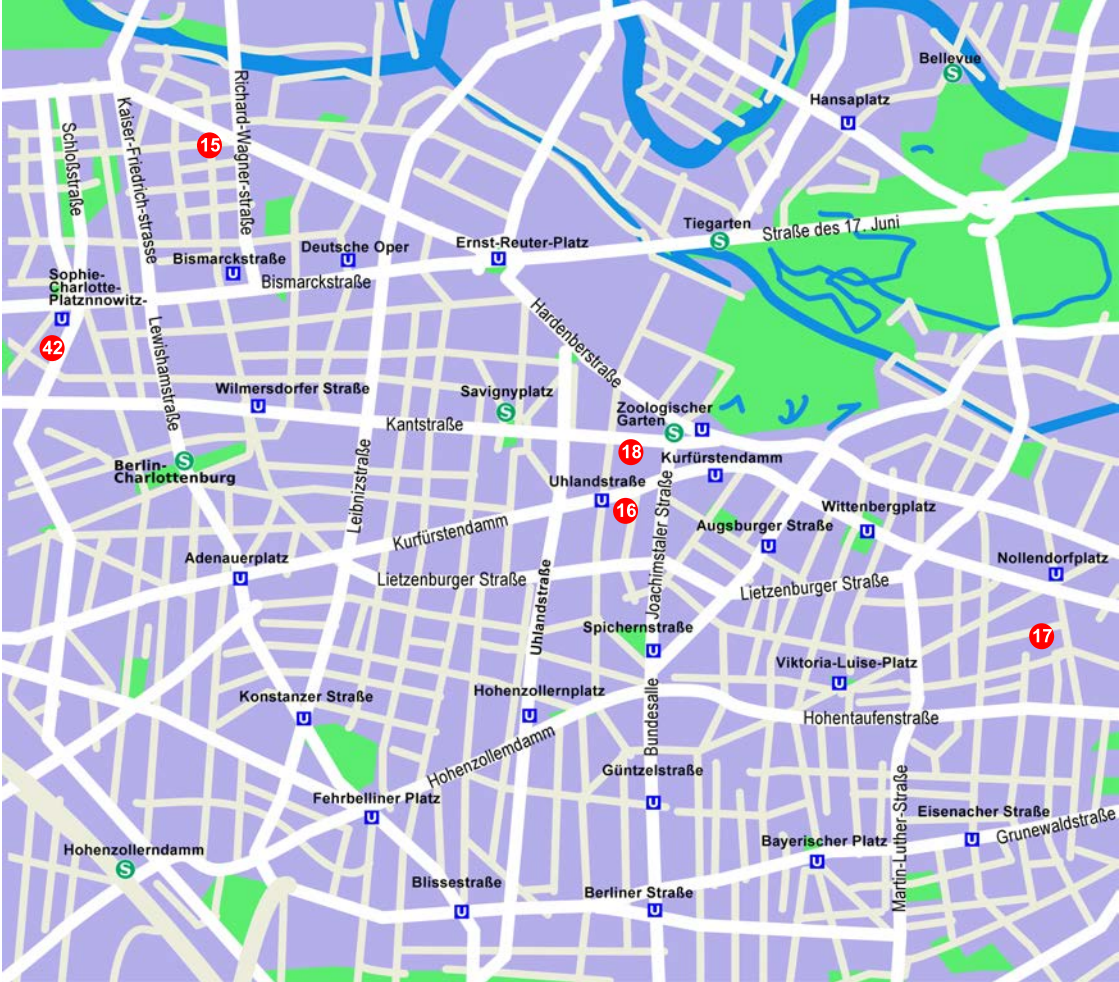 Bellevue
S
Hansaplatz
U
Schloßstraße
Kaiser-Friedrich-strasse
15
Richard-Wagner-straße
Tiegarten
S
Straße des 17. Juni
Bismarckstraße
U
Deutsche Oper
U
Ernst-Reuter-Platz
U
Bismarckstraße
Sophie-
Charlotte-
Platznnowitz-
U
42
Lewishamstraße
Hardenberstraße
Wilmersdorfer Straße
U
Savignyplatz
S
Zoologischer
Garten
S
U
Kantstraße
18
Kurfürstendamm
U
Berlin-
Charlottenburg
S
Leibnizstraße
Uhlandstraße
U
16
Joachimstaler Straße
Kurfürstendamm
Augsburger Straße
U
Wittenbergplatz
U
Adenauerplatz
U
Lietzenburger Straße
Lietzenburger Straße
Nollendorfplatz
U
Uhlandstraße
Spichernstraße
U
17
Viktoria-Luise-Platz
U
Konstanzer Straße
U
Hohenzollernplatz
U
Bundesalle
Hohentaufenstraße
Hohenzollemdamm
Güntzelstraße
U
Martin-Luther-Straße
Fehrbelliner Platz
U
Eisenacher Straße
U
Grunewaldstraße
Bayerischer Platz
U
Hohenzollerndamm
S
Blissestraße
U
Berliner Straße
U